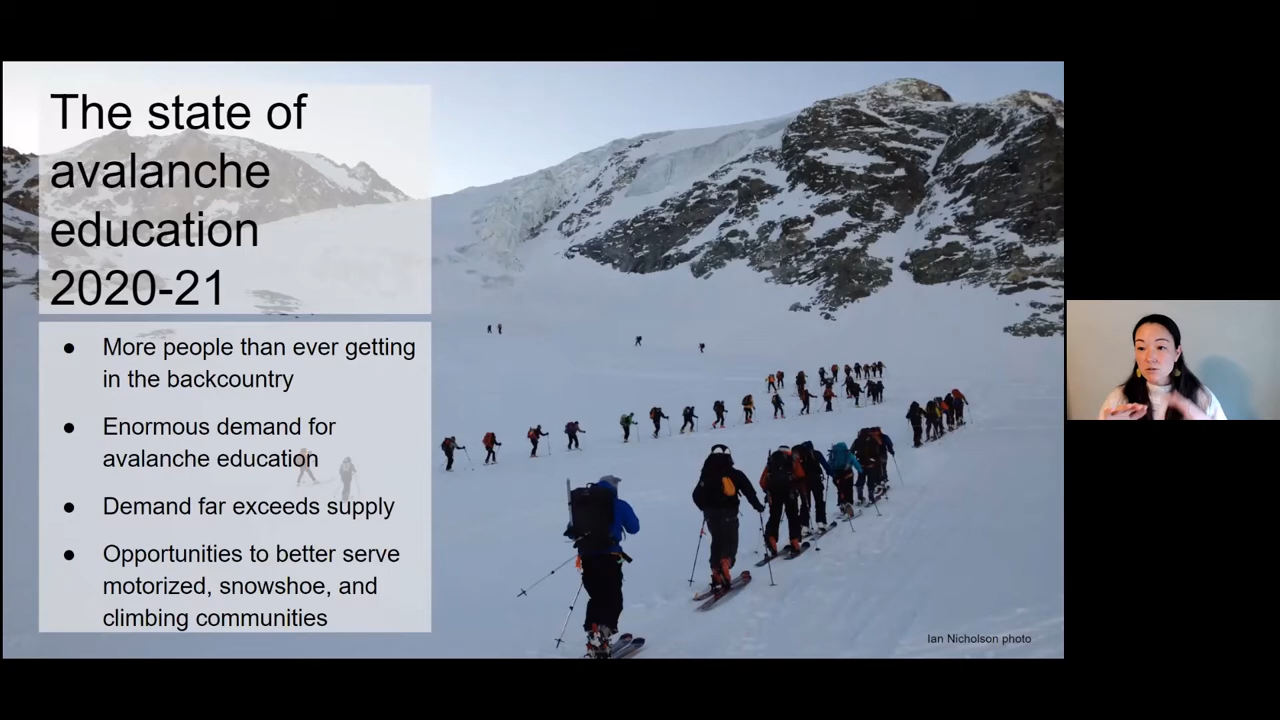 The state of
avalanche
education
2020-21
● More people than ever getting
in the backcountry
● Enormous demand for
avalanche education
● Demand far exceeds supply
● Opportunities to better serve
motorized, snowshoe, and
climbing communities
Ian Nicholson photo